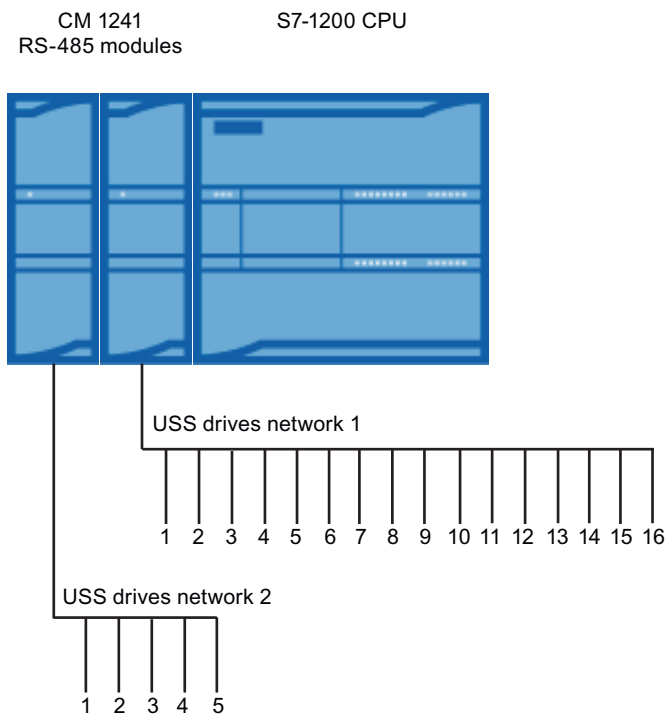 CM 1241
RS-485 modules
S7-1200 CPU
USS drives network 1
1 2 3 4 5 6 7 8 9 10 11 12 13 14 15 16
USS drives network 2
1 2 3 4 5